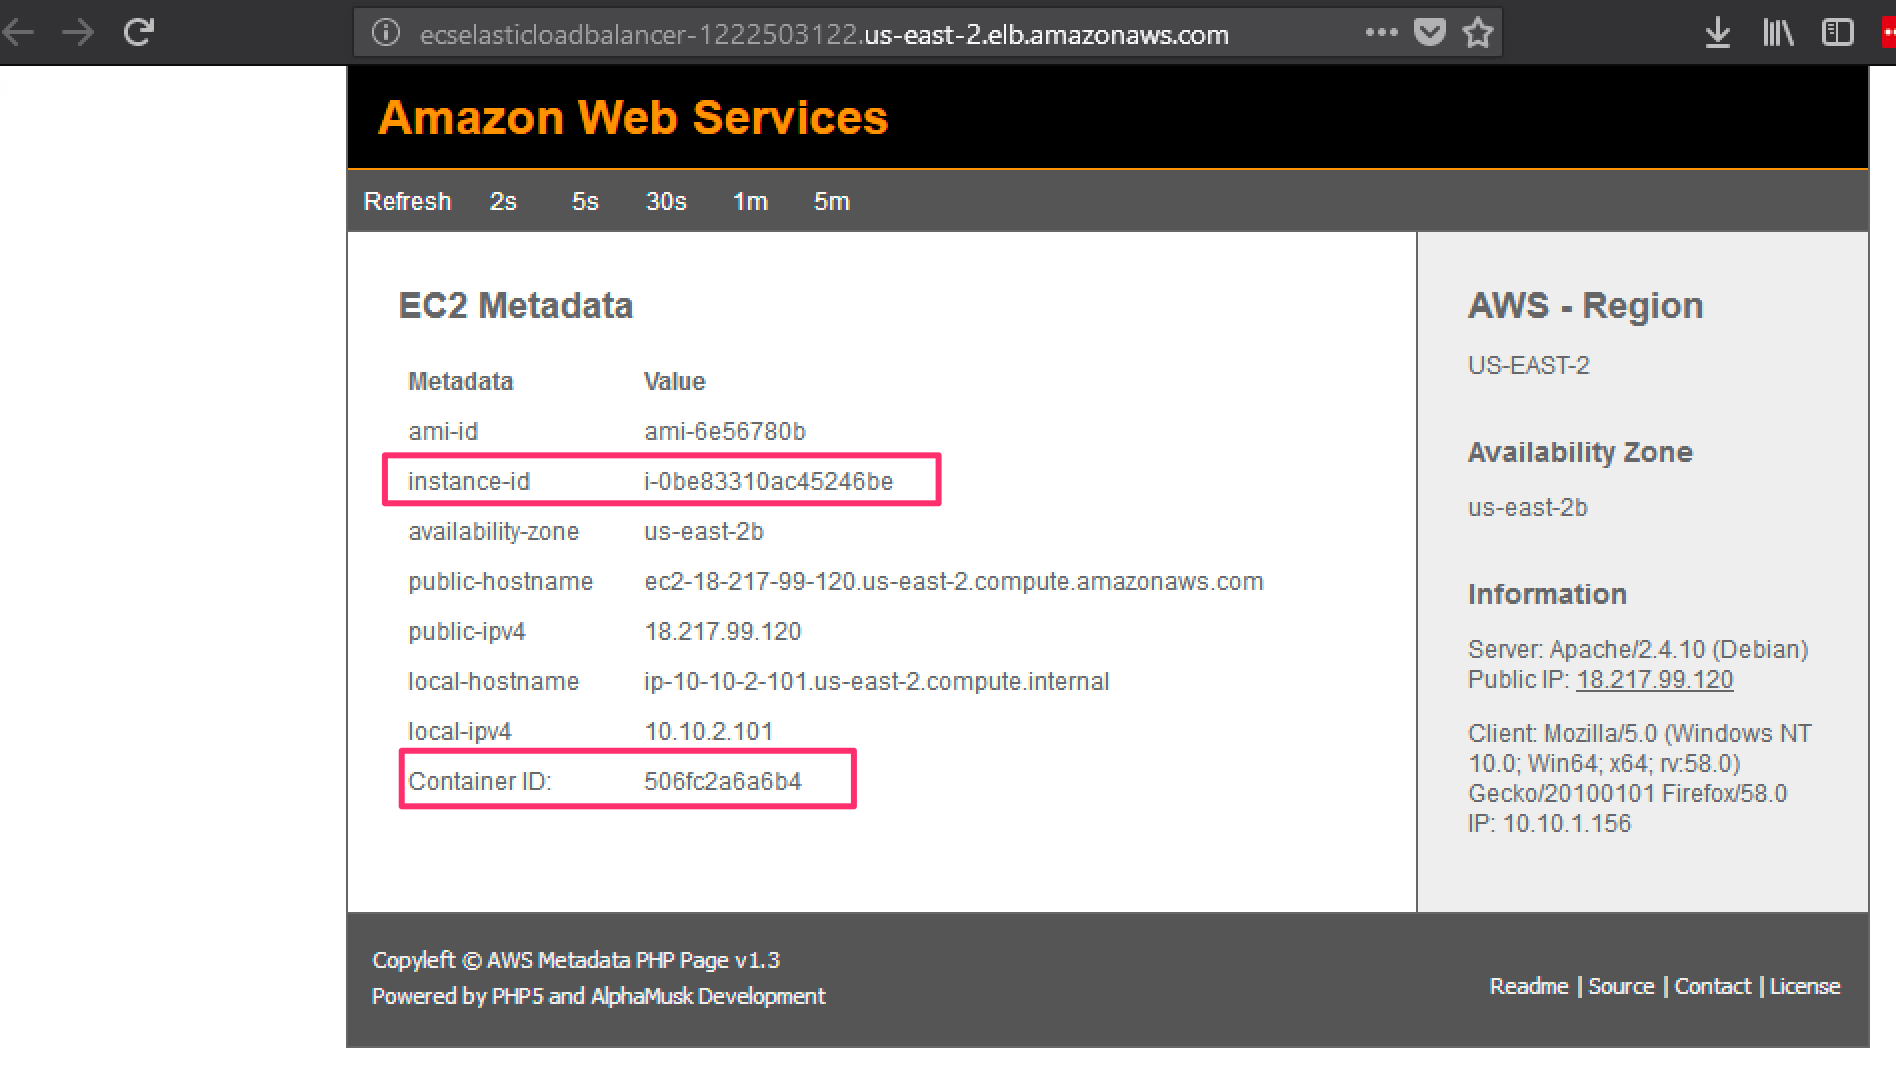 ecselasticloadbalancer-1222503122.us-east-2.elb.amazonaws.com
Amazon Web Services
Refresh 2s 5s 30s 1m 5m
EC2 Metadata
Metadata Value
ami-id ami-6e56780b
instance-id i-0be83310ac45246be
availability-zone us-east-2b
public-hostname ec2-18-217-99-120.us-east-2.compute.amazonaws.com
public-ipv4 18.217.99.120
local-hostname ip-10-10-2-101.us-east-2.compute.internal
local-ipv4 10.10.2.101
Container ID: 506fc2a6a6b4
AWS - Region
US-EAST-2
Availability Zone
us-east-2b
Information
Server: Apache/2.4.10 (Debian)
Public IP: 18.217.99.120
Client: Mozilla/5.0 (Windows NT
10.0; Win64; x64; rv:58.0)
Gecko/20100101 Firefox/58.0
IP: 10.10.1.156
Copyleft © AWS Metadata PHP Page v1.3
Powered by PHP5 and AlphaMusk Development
Readme | Source | Contact | License